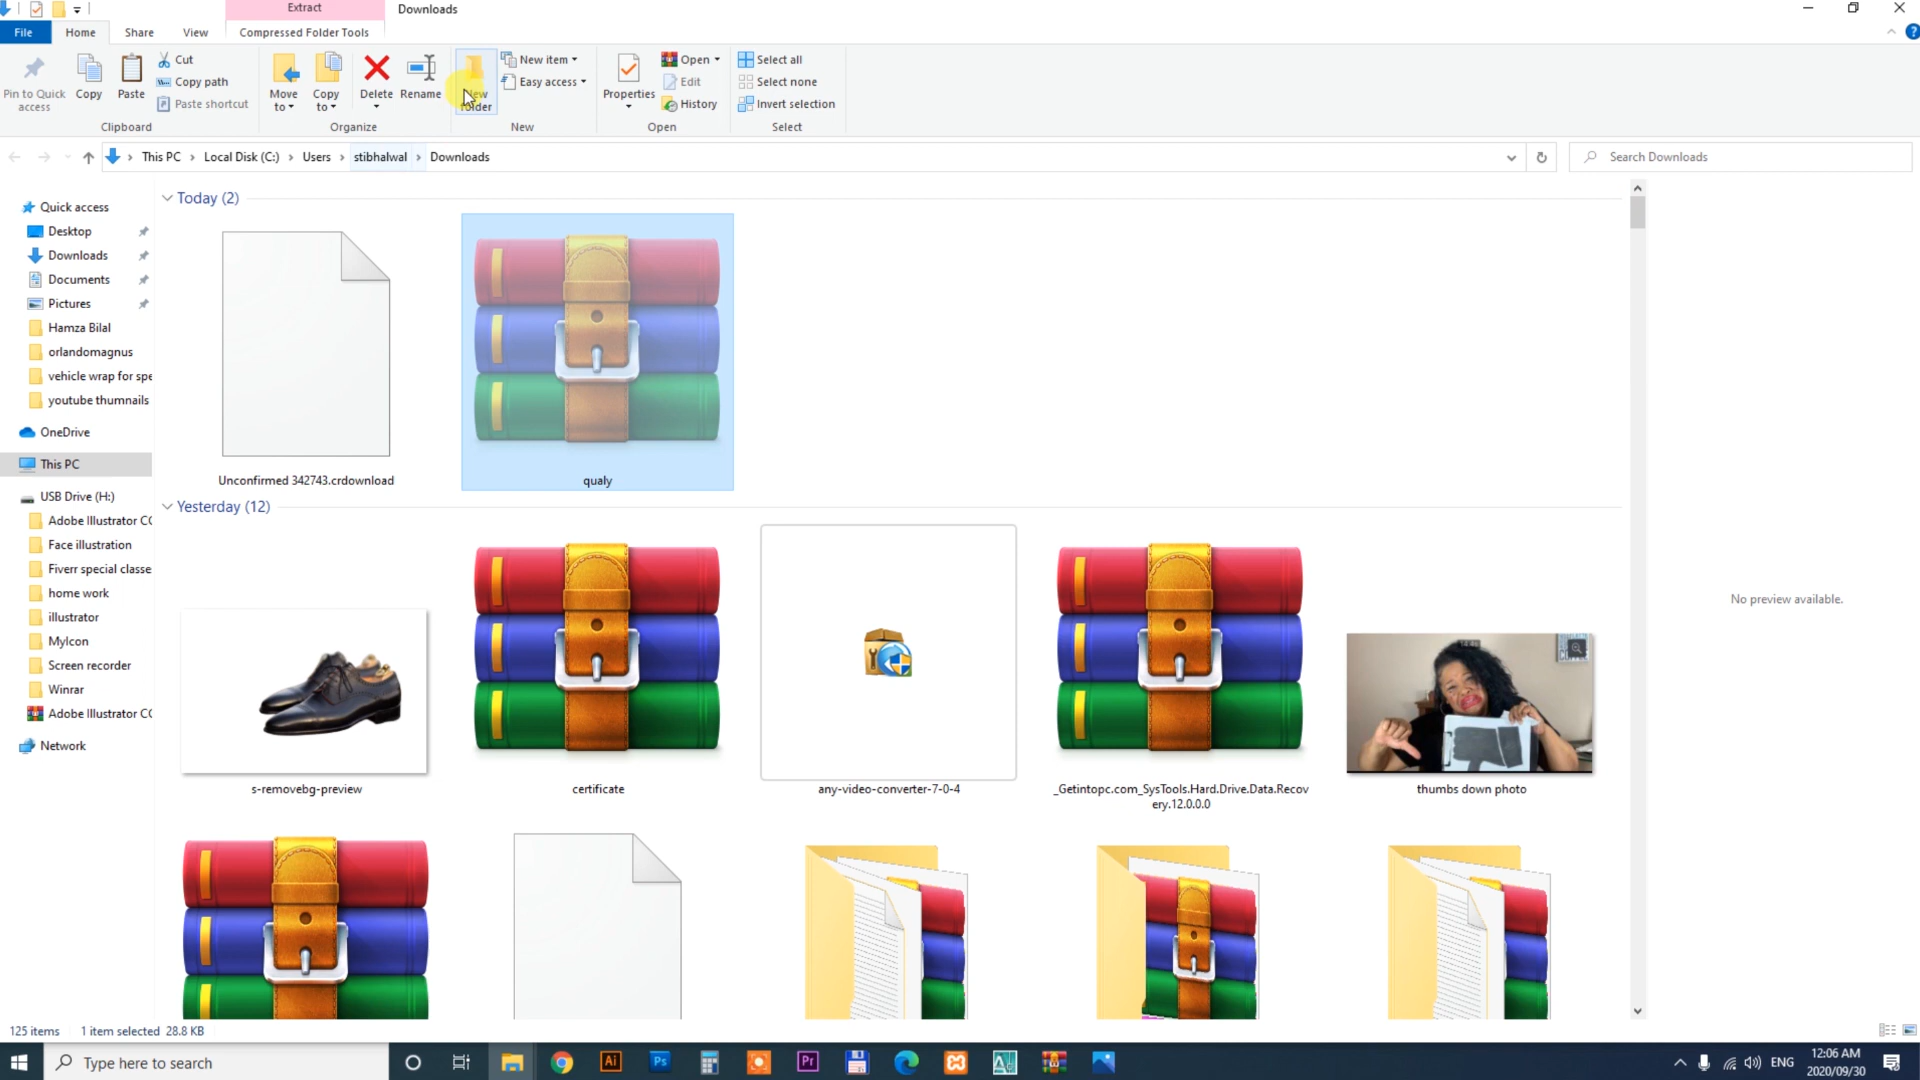 Extract
Downloads
File
Home
Share
View
Compressed Folder Tools
Pin to Quick
access
Copy
Paste
Cut
Copy path
Paste shortcut
Clipboard
Move
to
Copy
to
Delete
Rename
Organize
New
folder
New item
Easy access
New
Properties
Open
Edit
History
Open
Select all
Select none
Invert selection
Select
This PC
Local Disk (C:)
Users
stibhalwal
Downloads
Search Downloads
Quick access
Desktop
Downloads
Documents
Pictures
Hamza Bilal
orlandomagnus
vehicle wrap for spe
youtube thumnails
OneDrive
This PC
USB Drive (H:)
Adobe Illustrator CC
Face illustration
Fiverr special classe
home work
illustrator
MyIcon
Screen recorder
Winrar
Adobe Illustrator CC
Network
Today (2)
Unconfirmed 342743.crdownload
qualy
Yesterday (12)
s-removebg-preview
certificate
any-video-converter-7-0-4
_Getintopc.com_SysTools.Hard.Drive.Data.Recov
ery.12.0.0.0
thumbs down photo
No preview available.
125 items
1 item selected 28.8 KB
Type here to search
Ai
Ps
Pr
ENG
12:06 AM
2020/09/30